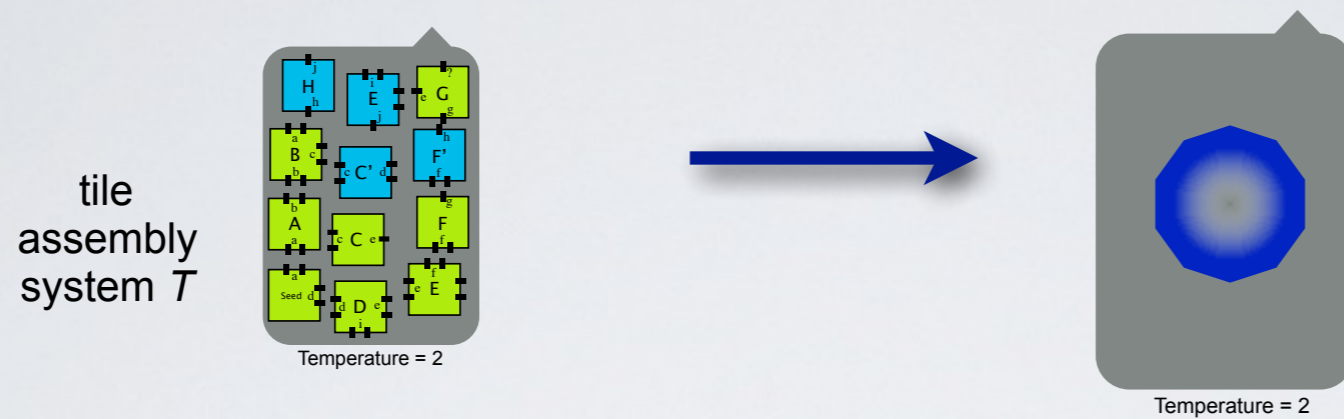 tile
assembly
system T
j
H
h
i
E
j
?
e G
g
a
B c
b
c C' d
h
F'
f
b
A
a
c C e
g
F
f
a
Seed d
d D e
i
f
e E
Temperature = 2
Temperature = 2